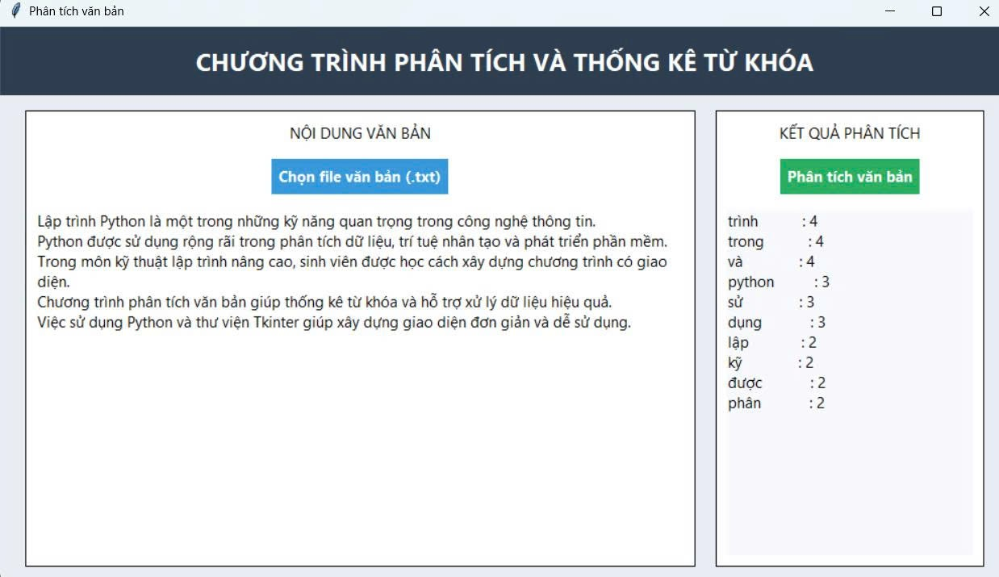 Phân tích văn bản
CHƯƠNG TRÌNH PHÂN TÍCH VÀ THỐNG KÊ TỪ KHÓA
NỘI DUNG VĂN BẢN
Chọn file văn bản (.txt)
Lập trình Python là một trong những kỹ năng quan trọng trong công nghệ thông tin.
Python được sử dụng rộng rãi trong phân tích dữ liệu, trí tuệ nhân tạo và phát triển phần mềm.
Trong môn kỹ thuật lập trình nâng cao, sinh viên được học cách xây dựng chương trình có giao
diện.
Chương trình phân tích văn bản giúp thống kê từ khóa và hỗ trợ xử lý dữ liệu hiệu quả.
Việc sử dụng Python và thư viện Tkinter giúp xây dựng giao diện đơn giản và dễ sử dụng.
KẾT QUẢ PHÂN TÍCH
Phân tích văn bản
trình : 4
trong : 4
và : 4
python : 3
sử : 3
dụng : 3
lập : 2
kỹ : 2
được : 2
phân : 2